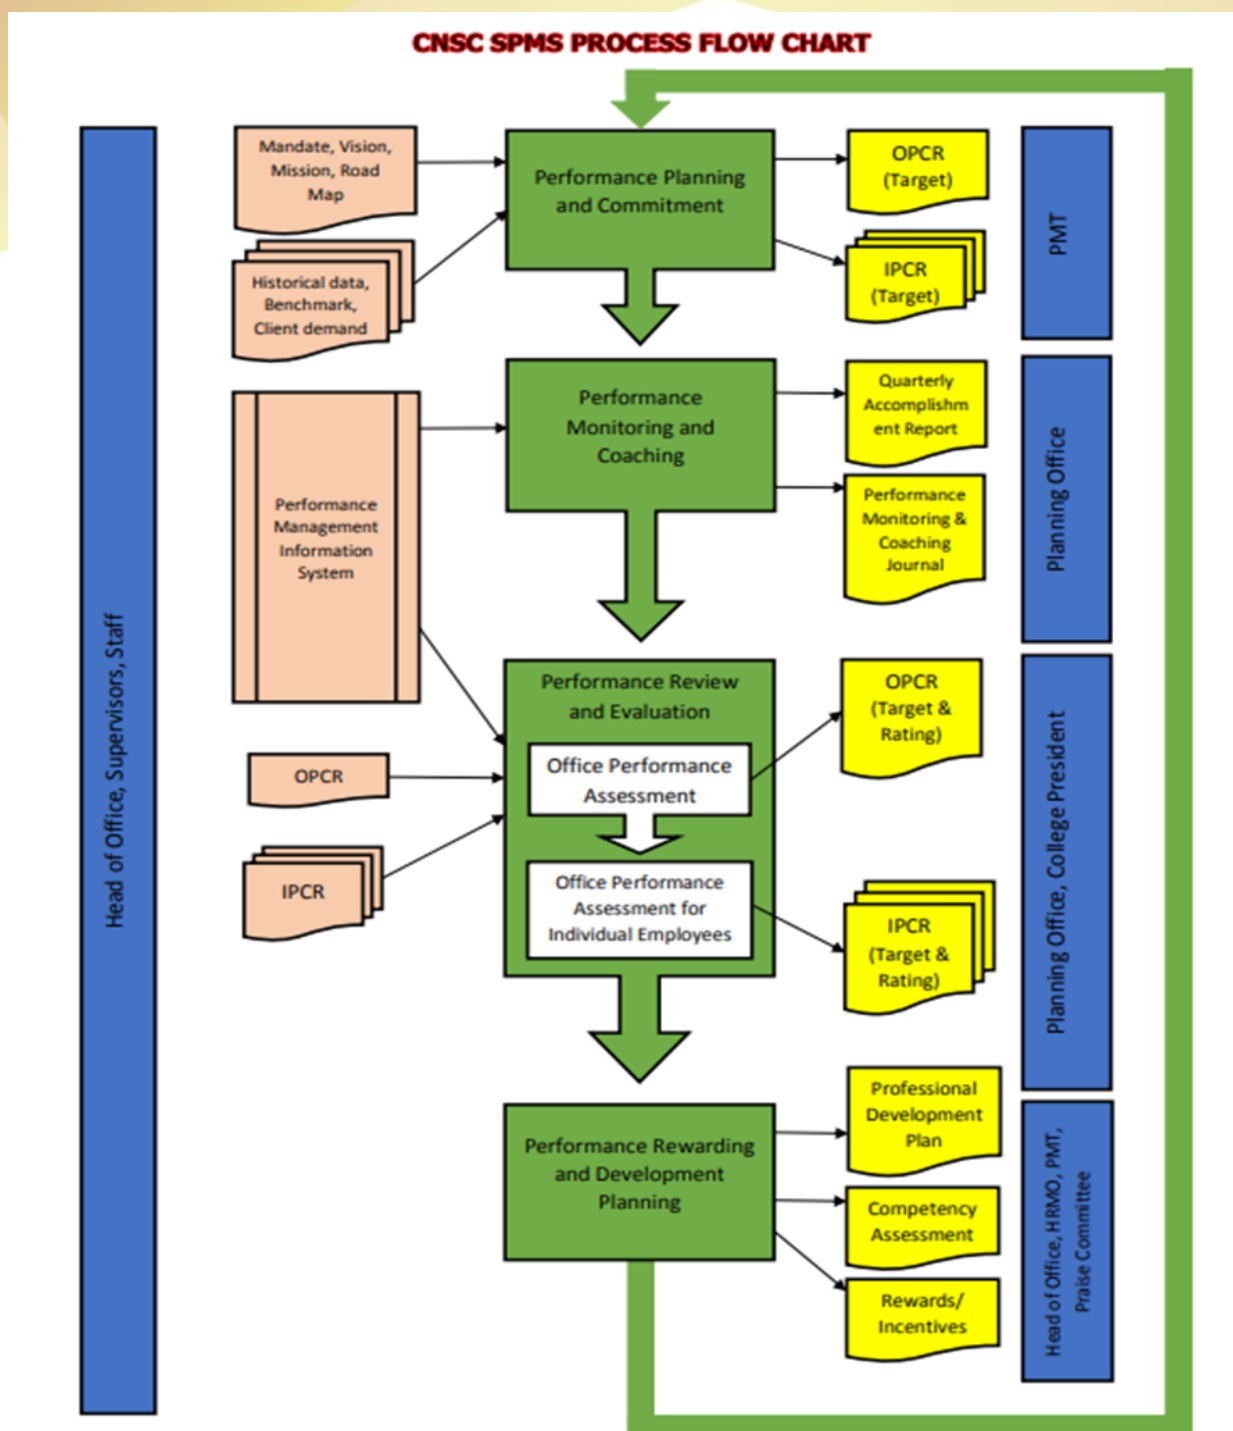 CNSC SPMS PROCESS FLOW CHART
Head of Office, Supervisors, Staff
Mandate, Vision,
Mission, Road
Map
Historical data,
Benchmark,
Client demand
Performance Planning
and Commitment
OPCR
(Target)
IPCR
(Target)
PMT
Performance
Management
Information
System
Performance
Monitoring and
Coaching
Quarterly
Accomplishm
ent Report
Performance
Monitoring &
Coaching
Journal
Planning Office
OPCR
IPCR
Performance Review
and Evaluation
Office Performance
Assessment
Office Performance
Assessment for
Individual Employees
OPCR
(Target &
Rating)
IPCR
(Target &
Rating)
Planning Office, College President
Performance Rewarding
and Development
Planning
Professional
Development
Plan
Competency
Assessment
Rewards/
Incentives
Head of Office, HRMO, PMT,
Praise Committee